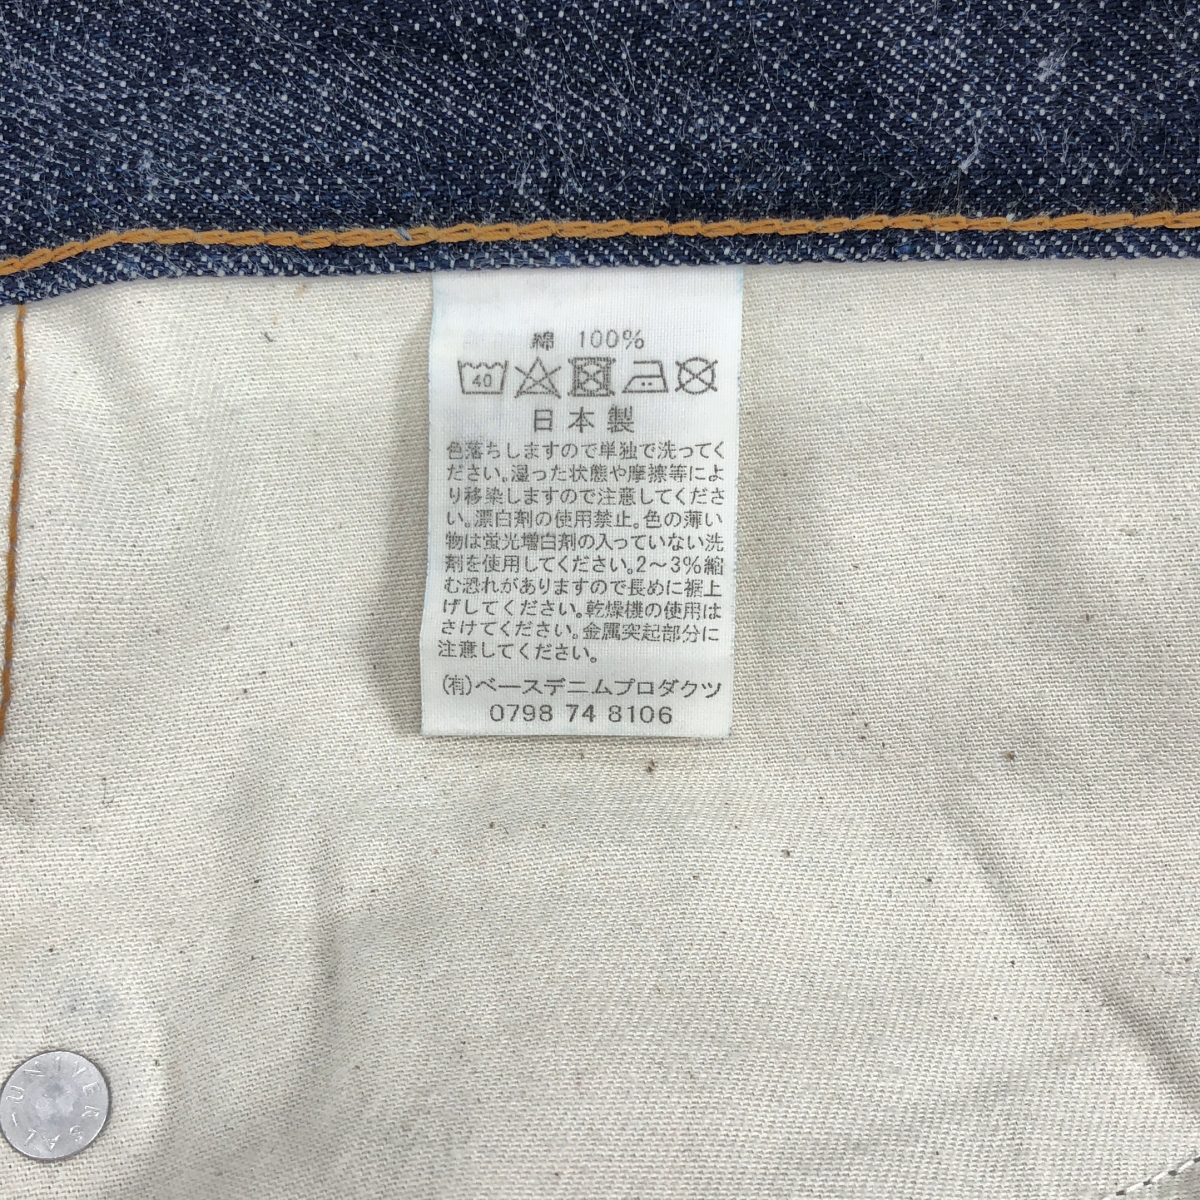 綿 100%
40
日本製
色落ちしますので単独で洗ってく
ださい。湿った状態や摩擦等によ
り移染しますので注意してくださ
い。漂白剤の使用禁止。色の薄い
物は蛍光増白剤の入っていない洗
剤を使用してください。2～3%縮
む恐れがありますので長めに裾上
げしてください。乾燥機の使用は
さけてください。金属突起部分に
注意してください。
(有)ベースデニムプロダクツ
0798 74 8106
UNIVER